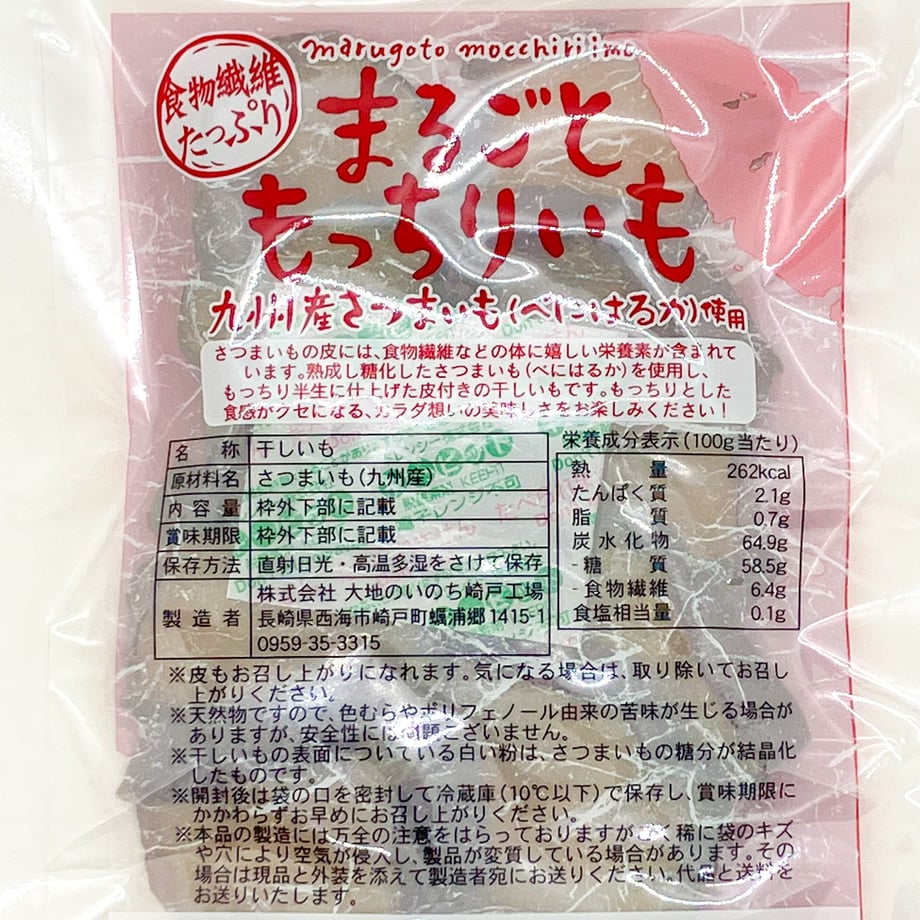 marugoto mocchiri imo
食物繊維
たっぷり
まるごと
もっちりいも
九州産さつまいも(べにはるか)使用
さつまいもの皮には、食物繊維などの体に嬉しい栄養素が含まれて
います。熟成し糖化したさつまいも(べにはるか)を使用し、
もっちり半生に仕上げた皮付きの干しいもです。もっちりとした
食感がクセになる、カラダ想いの美味しさをお楽しみください!
名称 干しいも
原材料名 さつまいも(九州産)
内容量 枠外下部に記載
賞味期限 枠外下部に記載
保存方法 直射日光・高温多湿をさけて保存
製造者 株式会社 大地のいのち崎戸工場
長崎県西海市崎戸町蠣浦郷1415-1
0959-35-3315
栄養成分表示(100g当たり)
熱量 262kcal
たんぱく質 2.1g
脂質 0.7g
炭水化物 64.9g
-糖質 58.5g
-食物繊維 6.4g
食塩相当量 0.1g
※皮もお召し上がりになれます。気になる場合は、取り除いてお召し
上がりください。
※天然物ですので、色むらやポリフェノール由来の苦味が生じる場合が
ありますが、安全性には問題ございません。
※干しいもの表面についている白い粉は、さつまいもの糖分が結晶化
したものです。
※開封後は袋の口を密封して冷蔵庫(10℃以下)で保存し、賞味期限に
かかわらずお早めにお召し上がりください。
※本品の製造には万全の注意をはらっておりますが ごく稀に袋のキズ
や穴により空気が侵入し、製品が変質している場合があります。その
場合は現品と外装を添えて製造者宛にお送りください。代品と送料を
お送りいたします。